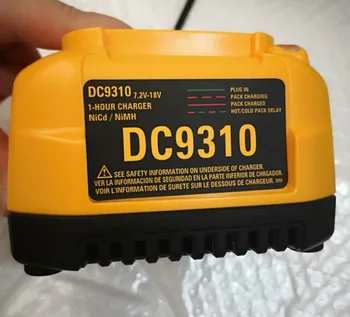 DC9310 7.2V-18V
1-HOUR CHARGER
NiCd / NiMH
PLUG IN
PACK CHARGING
PACK CHARGED
HOT/COLD PACK DELAY
DC9310
SEE SAFETY INFORMATION ON UNDERSIDE OF CHARGER.
VER LA INFORMACION DE SEGURIDAD EN LA PARTE INFERIOR DE CHRGADOR.
VOIR L'INFORMATION DE SURETE SUR LE DESSOUS DE CHARGEUR.